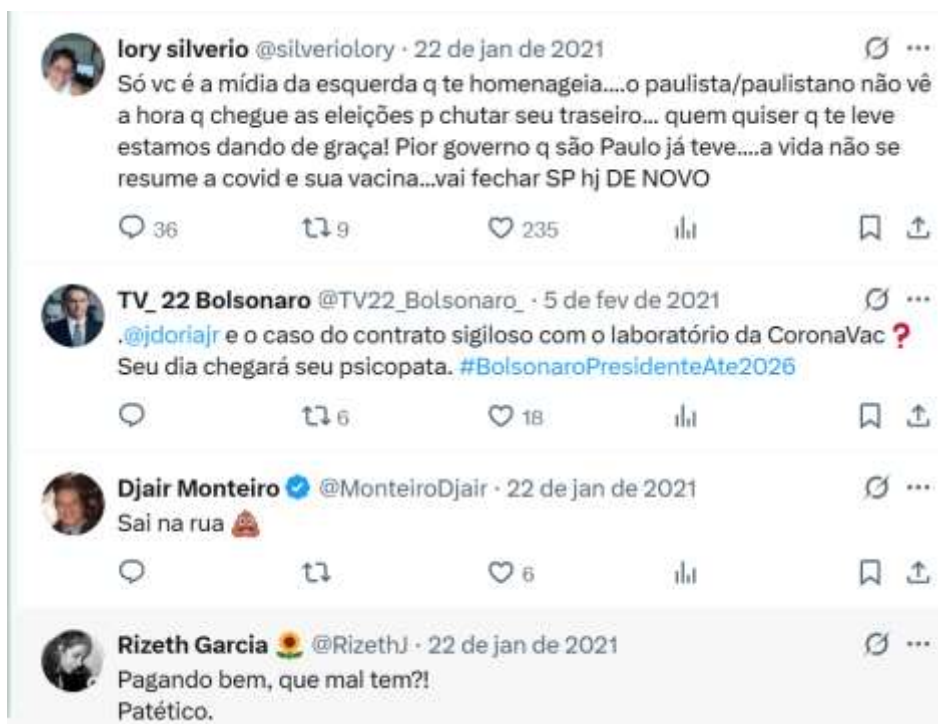 lory silverio @silveriolory · 22 de jan de 2021
Só vc é a mídia da esquerda q te homenageia....o paulista/paulistano não vê
a hora q chegue as eleições p chutar seu traseiro... quem quiser q te leve
estamos dando de graça! Pior governo q são Paulo já teve....a vida não se
resume a covid e sua vacina...vai fechar SP hj DE NOVO
36 9 235
TV_ 22 Bolsonaro @TV22_Bolsonaro_ · 5 de fev de 2021
.@jdoriajr e o caso do contrato sigiloso com o laboratório da CoronaVac ❓
Seu dia chegará seu psicopata. #BolsonaroPresidenteAte2026
6 18
Djair Monteiro @MonteiroDjair · 22 de jan de 2021
Sai na rua 💩
6
Rizeth Garcia 🌻 @RizethJ · 22 de jan de 2021
Pagando bem, que mal tem?!
Patético.